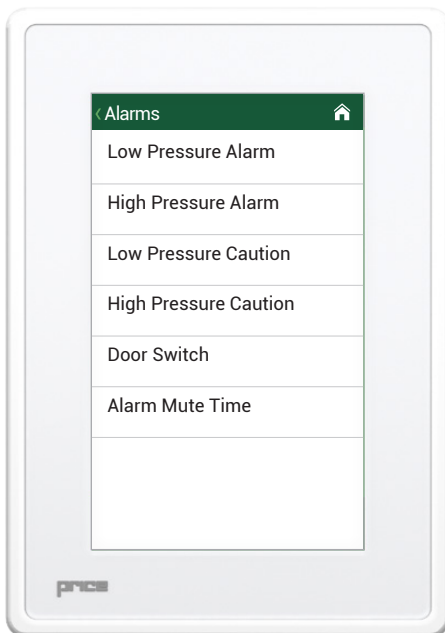 Alarms
Low Pressure Alarm
High Pressure Alarm
Low Pressure Caution
High Pressure Caution
Door Switch
Alarm Mute Time
price